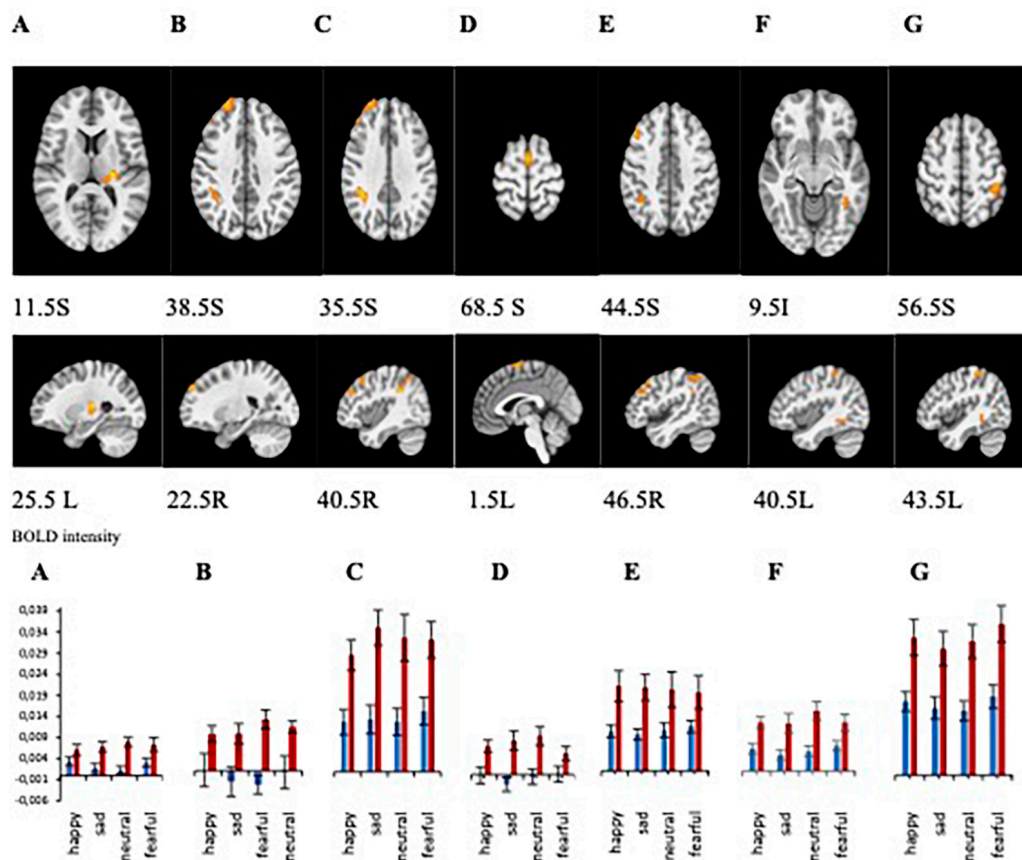 A B C D E F G
11.5S 38.5S 35.5S 68.5 S 44.5S 9.5I 56.5S
25.5 L 22.5R 40.5R 1.5L 46.5R 40.5L 43.5L
BOLD intensity
A B C D E F G
0,039
0,034
0,029
0,024
0,019
0,014
0,009
0,004
-0,001
-0,006
happy sad neutral fearful happy sad fearful neutral happy sad neutral fearful happy sad neutral fearful happy sad neutral fearful happy sad neutral fearful happy sad neutral fearful